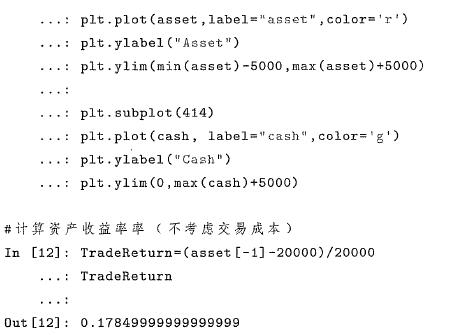 ...: plt.plot(asset,label="asset",color='r')
...: plt.ylabel("Asset")
...: plt.ylim(min(asset)-5000,max(asset)+5000)
...:
...: plt.subplot(414)
...: plt.plot(cash, label="cash",color='g')
...: plt.ylabel("Cash")
...: plt.ylim(0,max(cash)+5000)
#计算资产收益率率（不考虑交易成本）
In [12]: TradeReturn=(asset[-1]-20000)/20000
...: TradeReturn
...:
Out[12]: 0.17849999999999999